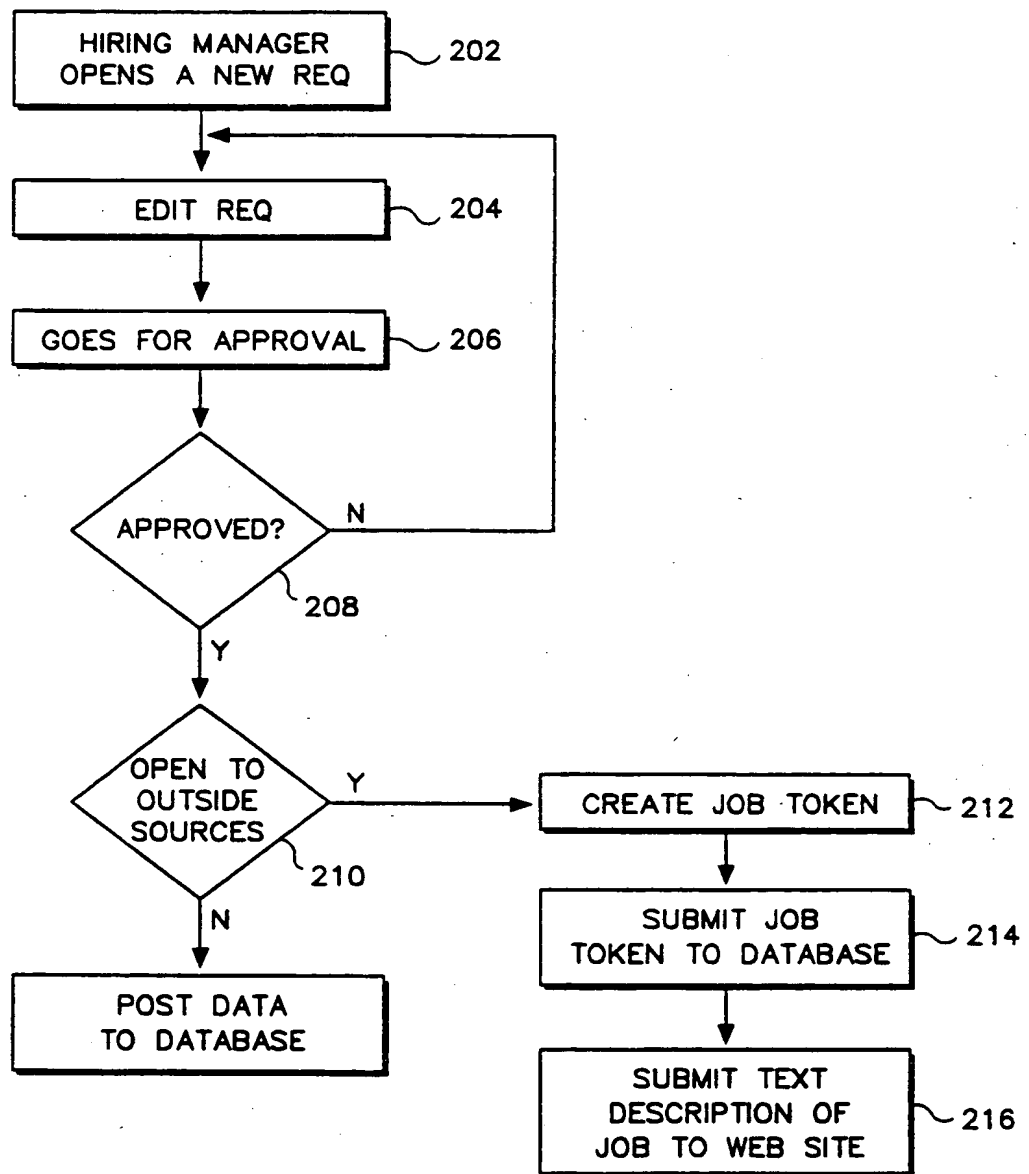 HIRING MANAGER
OPENS A NEW REQ
202
EDIT REQ
204
GOES FOR APPROVAL
206
APPROVED?
N
208
Y
OPEN TO
OUTSIDE
SOURCES
Y
210
N
POST DATA
TO DATABASE
CREATE JOB TOKEN
212
SUBMIT JOB
TOKEN TO DATABASE
214
SUBMIT TEXT
DESCRIPTION OF
JOB TO WEB SITE
216